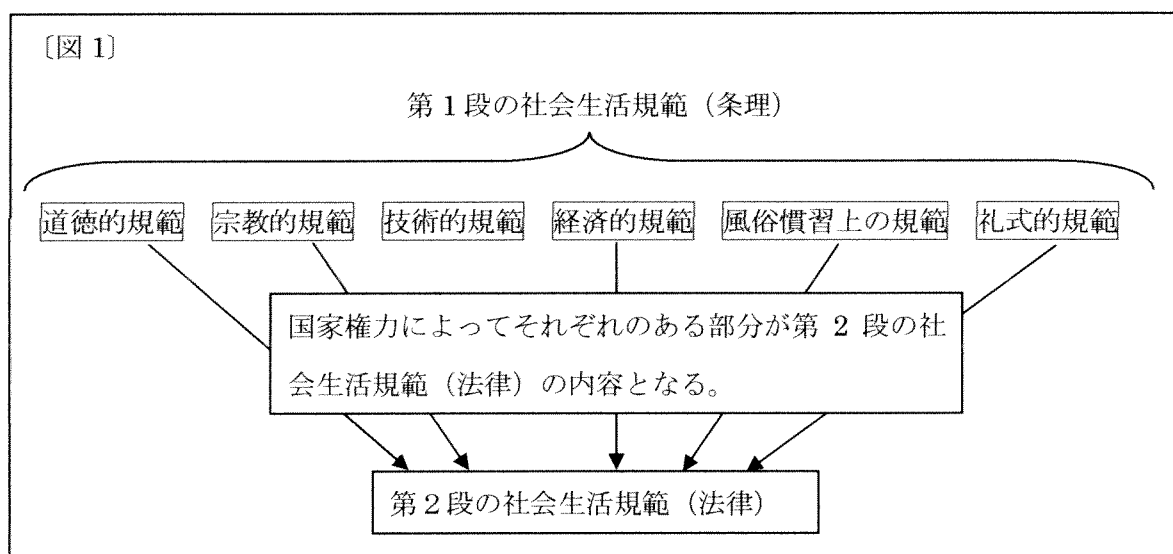 〔図 1〕
第 1 段の社会生活規範（条理）
道徳的規範 宗教的規範 技術的規範 経済的規範 風俗慣習上の規範 礼式的規範
国家権力によってそれぞれのある部分が第 2 段の社
会生活規範（法律）の内容となる。
第 2 段の社会生活規範（法律）